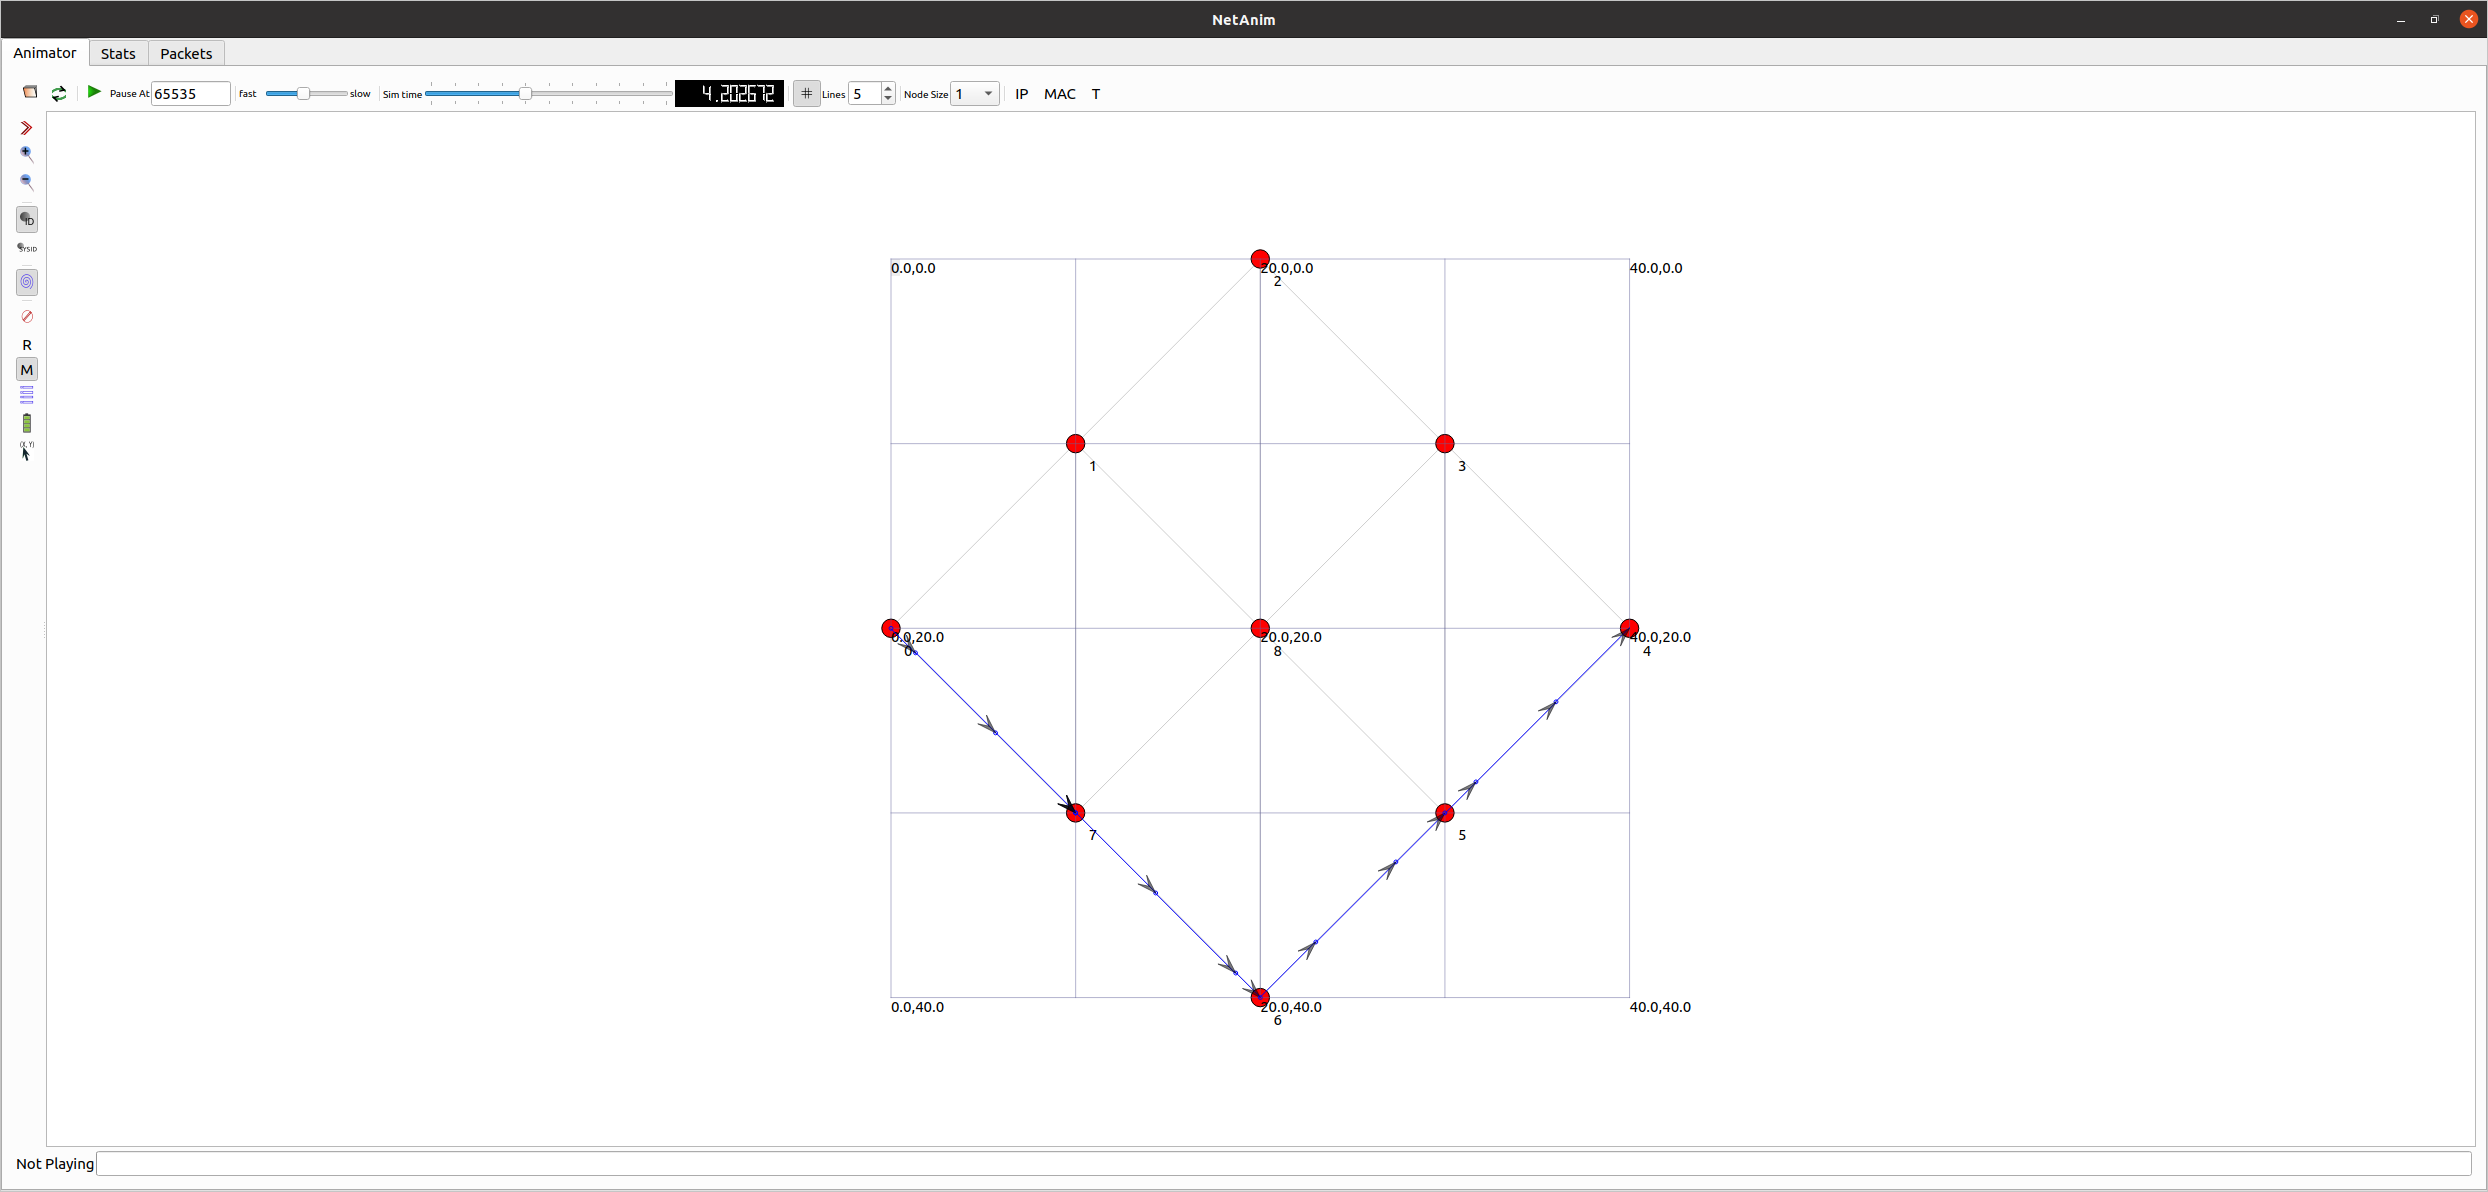 NetAnim
Animator Stats Packets
Pause At 65535 fast slow Sim time 4.202672 # Lines 5 Node Size 1 IP MAC T
ID
SYSID
R
M
(X, Y)
0.0,0.0 20.0,0.0 40.0,0.0
2
1 3
0.0,20.0 20.0,20.0 40.0,20.0
0 8 4
7 5
0.0,40.0 20.0,40.0 40.0,40.0
6
Not Playing